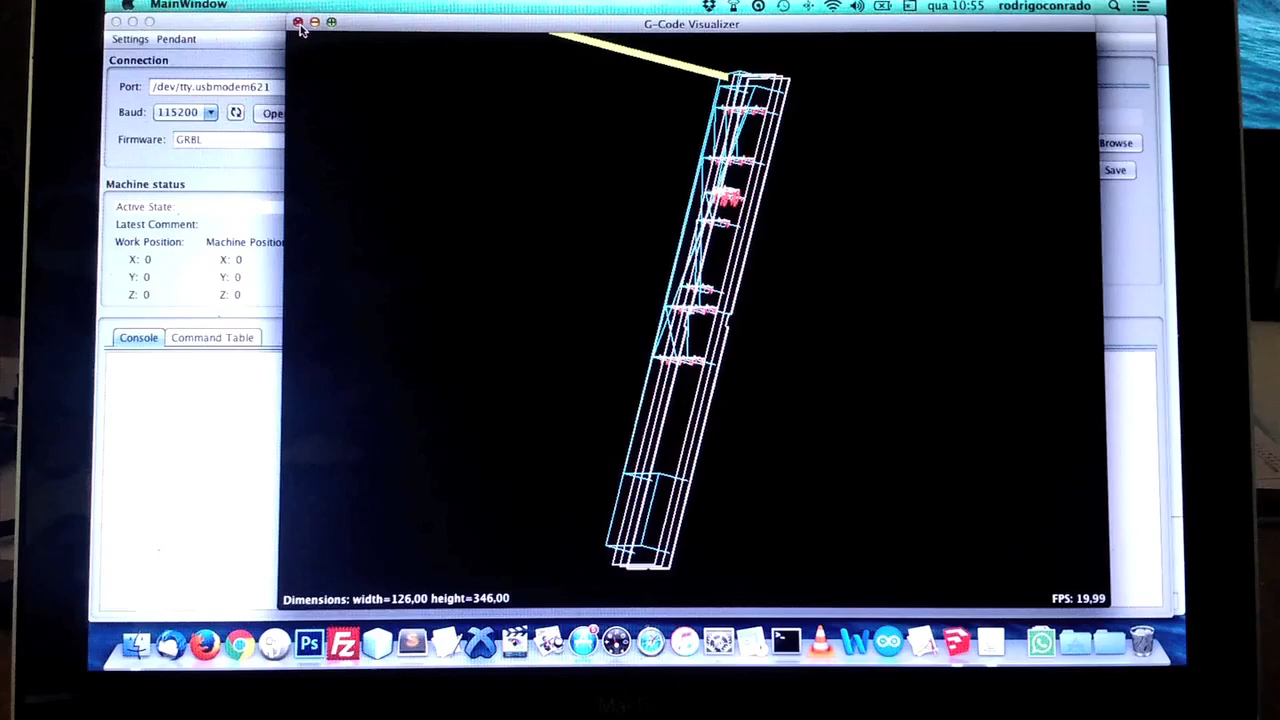 MainWindow
qua 10:55
rodrigoconrado
G-Code Visualizer
Settings Pendant
Connection
Port: /dev/tty.usbmodem621
Baud: 115200
Firmware: GRBL
Browse
Save
Machine status
Active State:
Latest Comment:
Work Position: Machine Position
X: 0 X: 0
Y: 0 Y: 0
Z: 0 Z: 0
Console Command Table
Dimensions: width=126,00 height=346,00
FPS: 19,99
Ps
Fz
S
W